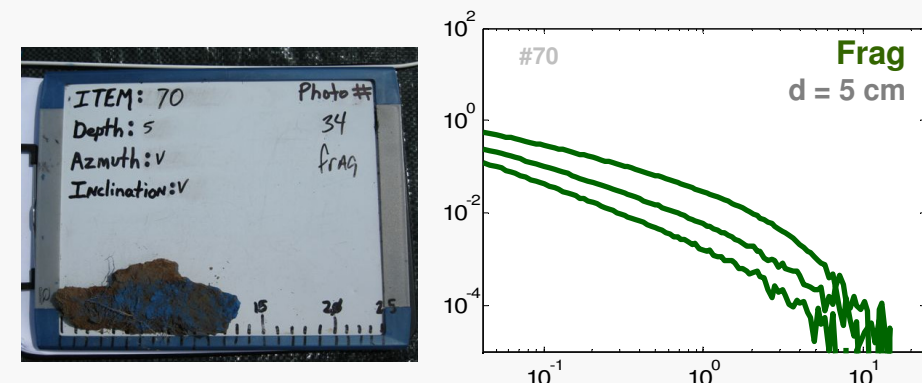 ITEM: 70
Photo #
Depth: 5
34
frag
Azmuth: V
Inclination: V
10
15
20
25
#70
Frag
d = 5 cm
10^2
10^0
10^-2
10^-4
10^-1
10^0
10^1